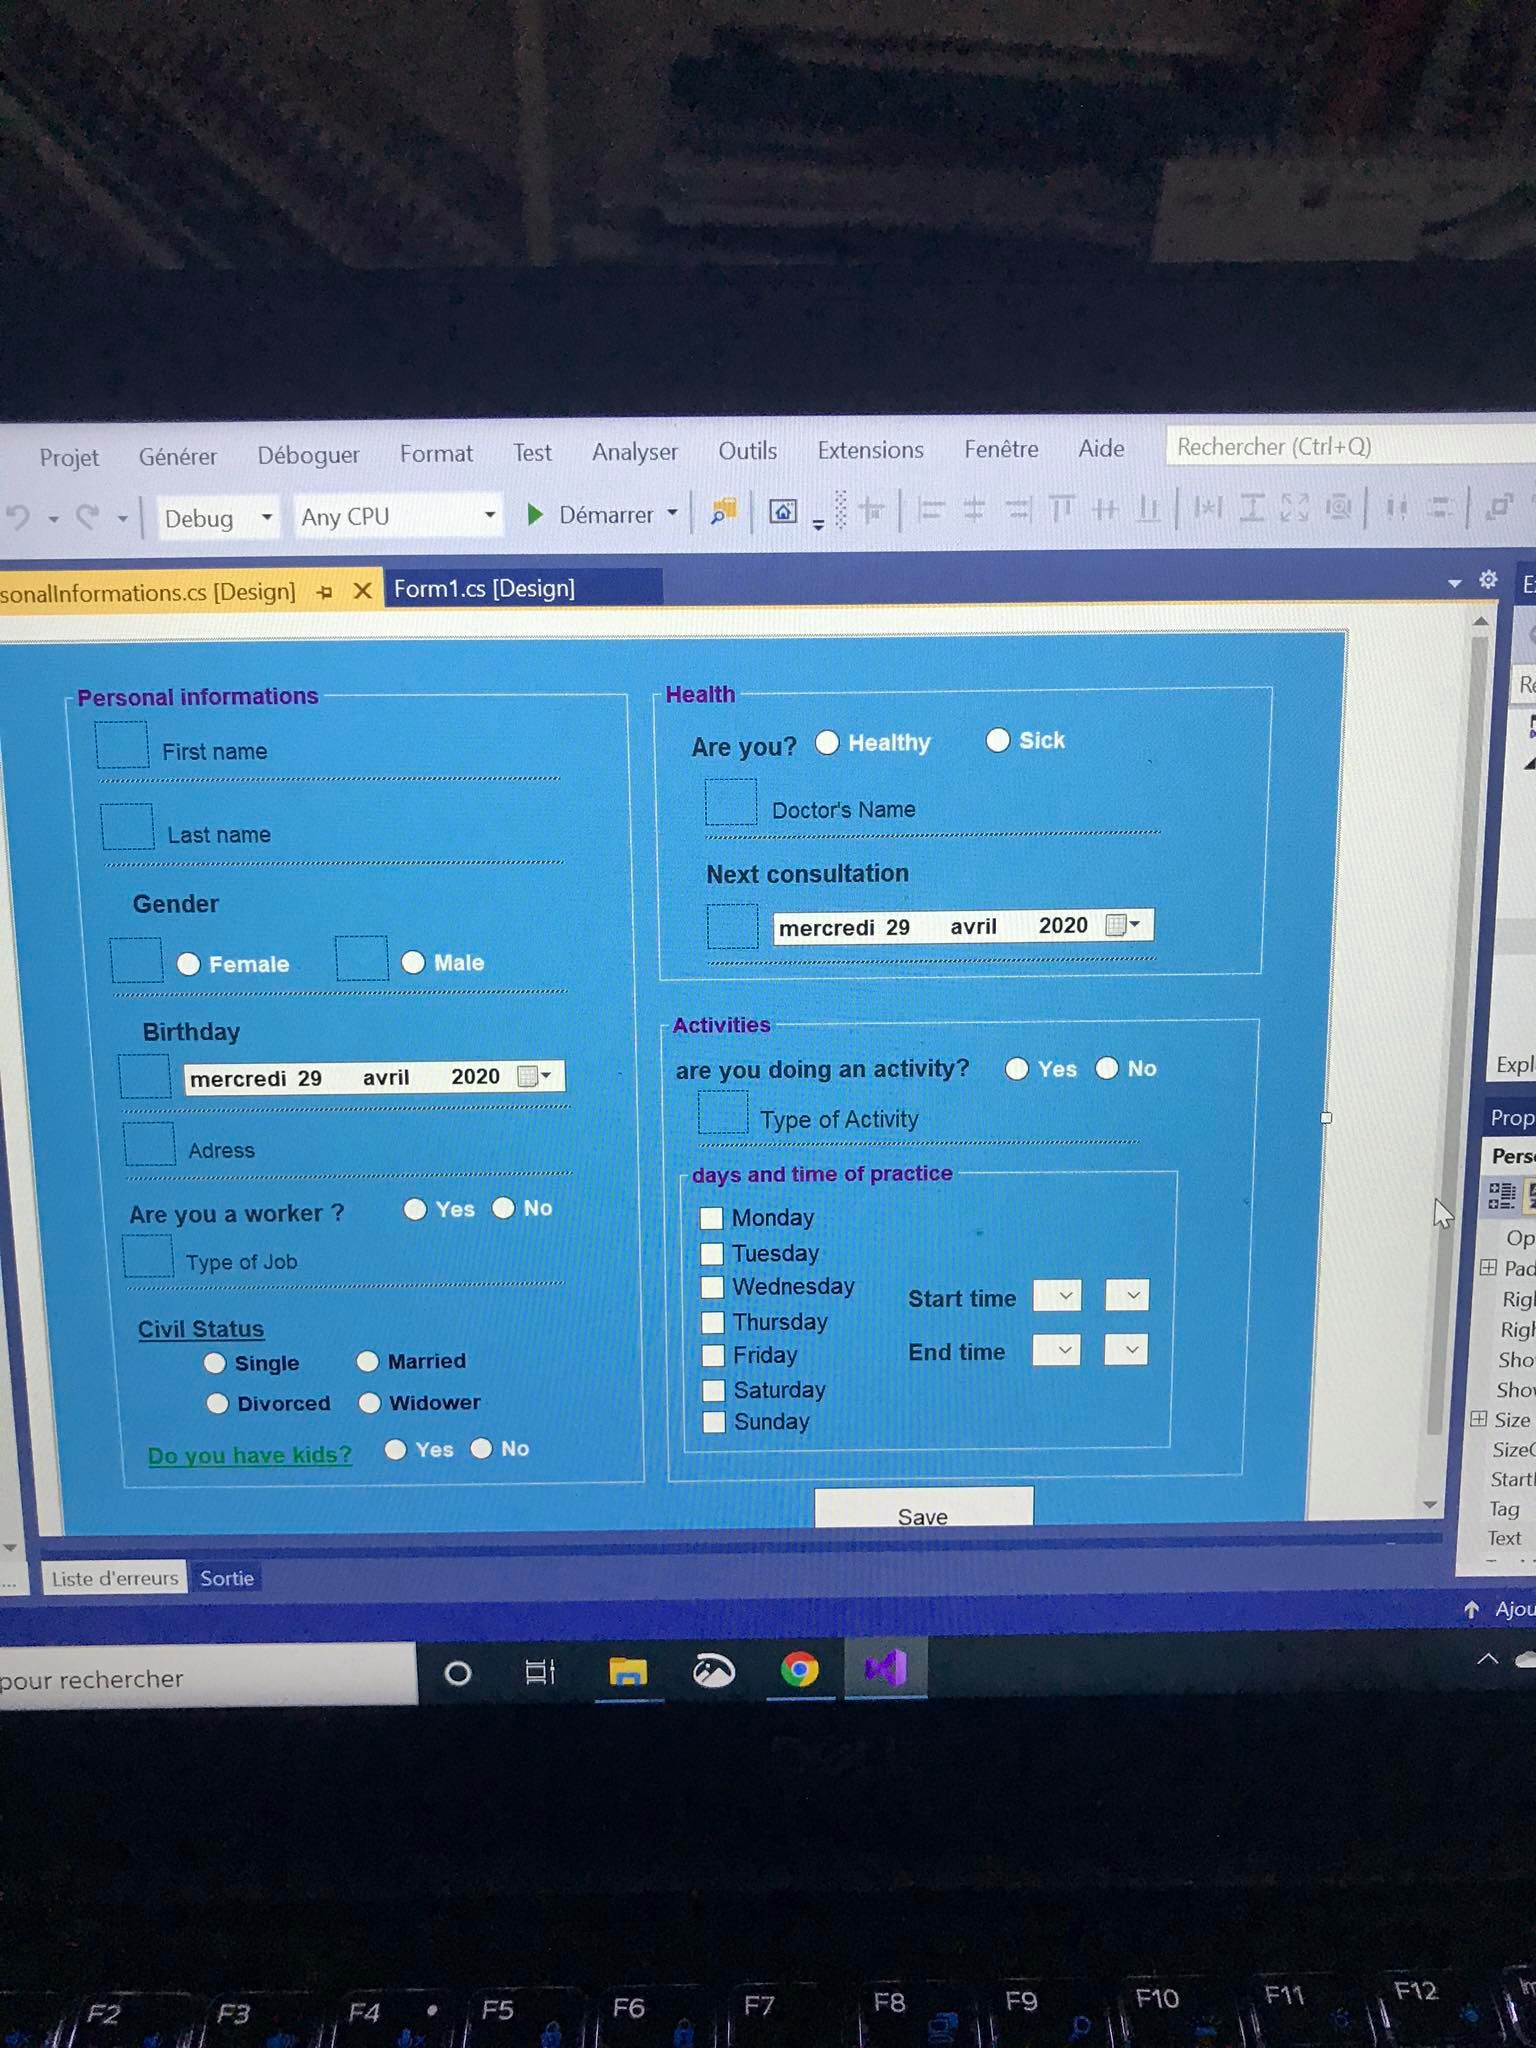 Projet Générer Déboguer Format Test Analyser Outils Extensions Fenêtre Aide Rechercher (Ctrl+Q)
Debug Any CPU Démarrer
sonalInformations.cs [Design] Form1.cs [Design]
Personal informations
First name
Last name
Gender
Female Male
Birthday
mercredi 29 avril 2020
Adress
Are you a worker ? Yes No
Type of Job
Civil Status
Single Married
Divorced Widower
Do you have kids? Yes No
Health
Are you? Healthy Sick
Doctor's Name
Next consultation
mercredi 29 avril 2020
Activities
are you doing an activity? Yes No
Type of Activity
days and time of practice
Monday
Tuesday
Wednesday
Thursday
Friday
Saturday
Sunday
Start time
End time
Save
Expl
Prop
Pers
Op
Pad
Righ
Righ
Sho
Show
Size
SizeG
Start
Tag
Text
... Liste d'erreurs Sortie
Ajou
pour rechercher
F2 F3 F4 F5 F6 F7 F8 F9 F10 F11 F12